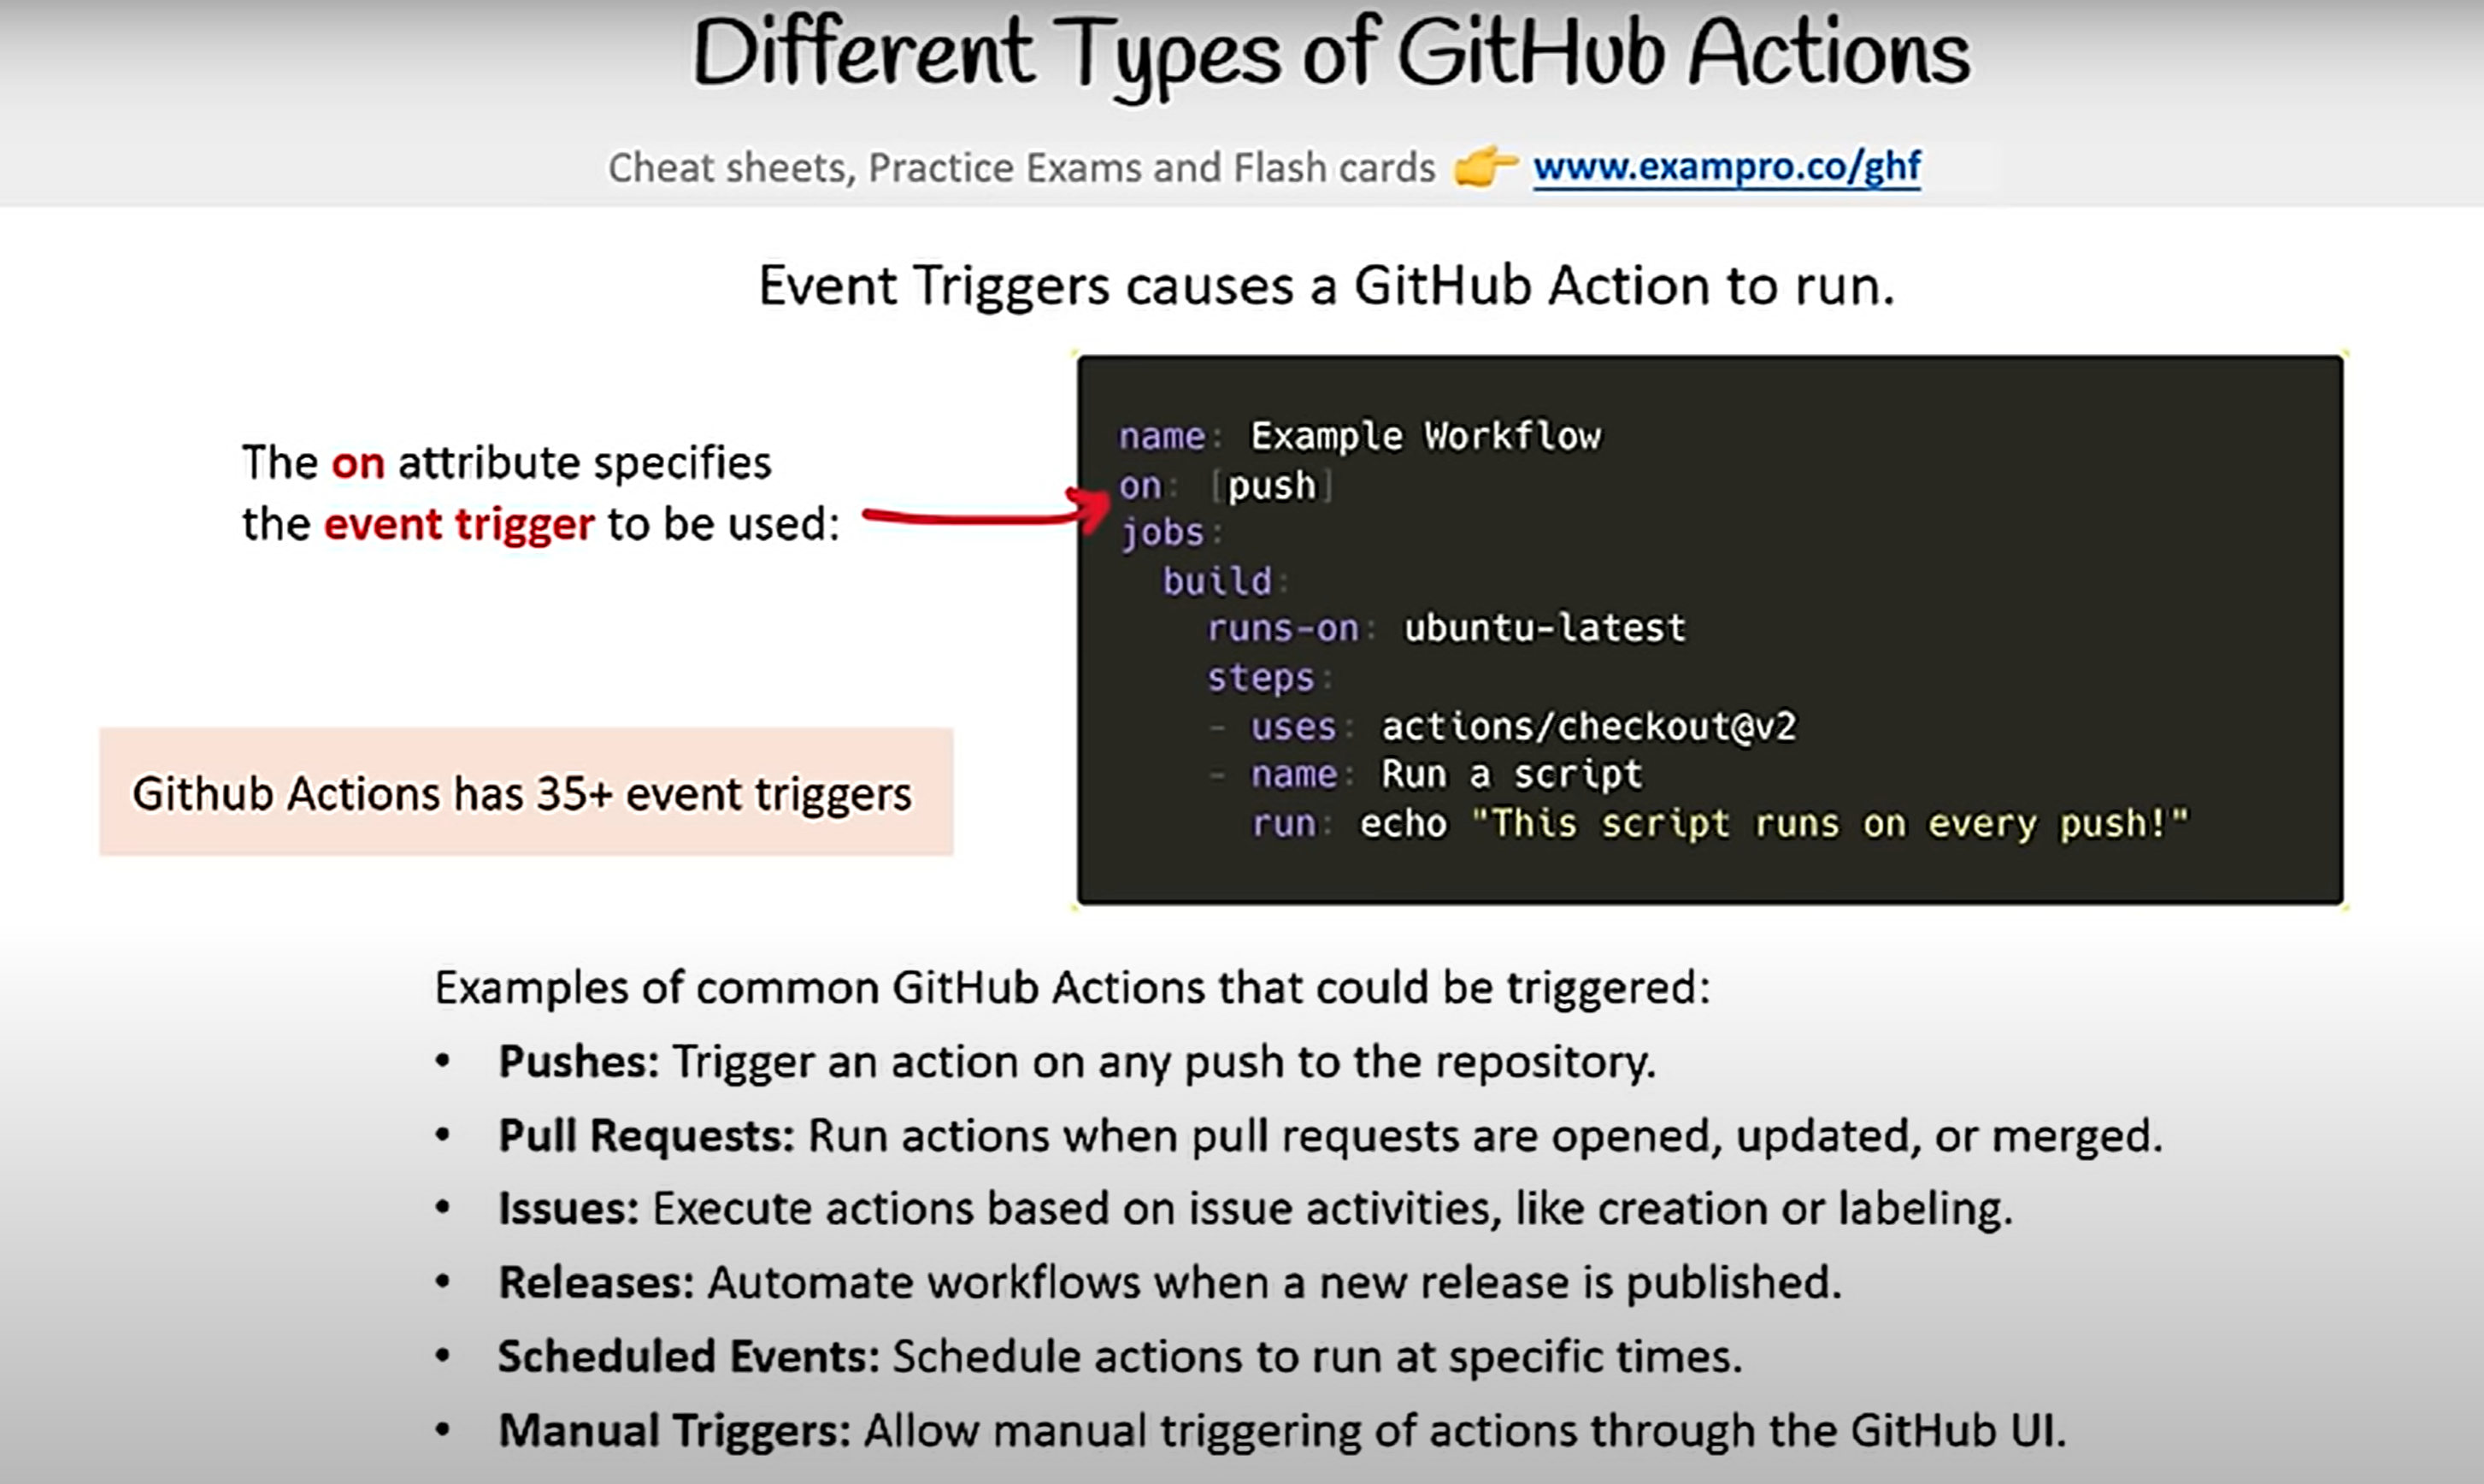 Different Types of GitHub Actions
Cheat sheets, Practice Exams and Flash cards 👉 www.exampro.co/ghf
Event Triggers causes a GitHub Action to run.
The on attribute specifies
the event trigger to be used:
name: Example Workflow
on: [push]
jobs:
  build:
    runs-on: ubuntu-latest
    steps:
    - uses: actions/checkout@v2
    - name: Run a script
      run: echo "This script runs on every push!"
Github Actions has 35+ event triggers
Examples of common GitHub Actions that could be triggered:
• Pushes: Trigger an action on any push to the repository.
• Pull Requests: Run actions when pull requests are opened, updated, or merged.
• Issues: Execute actions based on issue activities, like creation or labeling.
• Releases: Automate workflows when a new release is published.
• Scheduled Events: Schedule actions to run at specific times.
• Manual Triggers: Allow manual triggering of actions through the GitHub UI.